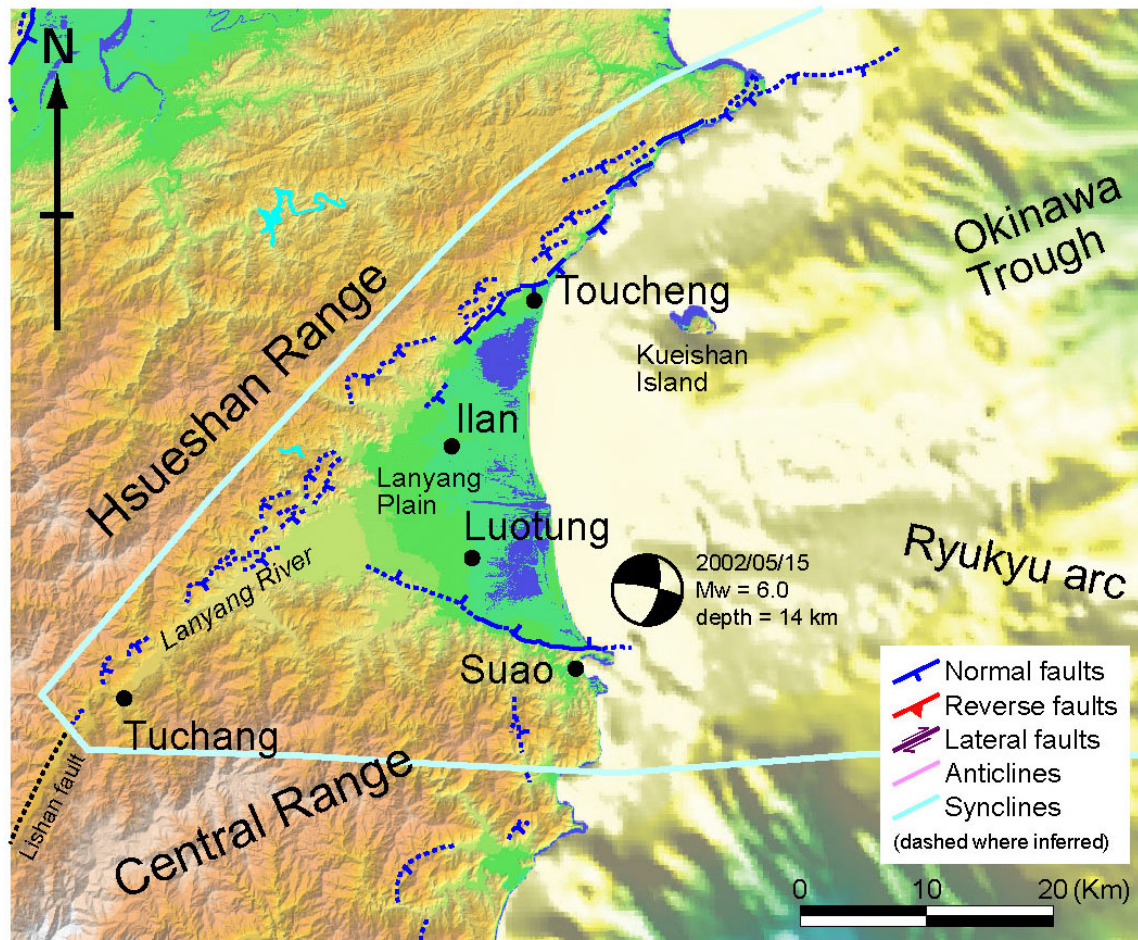 N
Okinawa
Trough
Toucheng
Kueishan
Island
Hsueshan Range
Ilan
Lanyang
Plain
Luotung
2002/05/15
Mw = 6.0
depth = 14 km
Ryukyu arc
Lanyang River
Suao
Tuchang
Lishan fault
Central Range
Normal faults
Reverse faults
Lateral faults
Anticlines
Synclines
(dashed where inferred)
0 10 20 (Km)